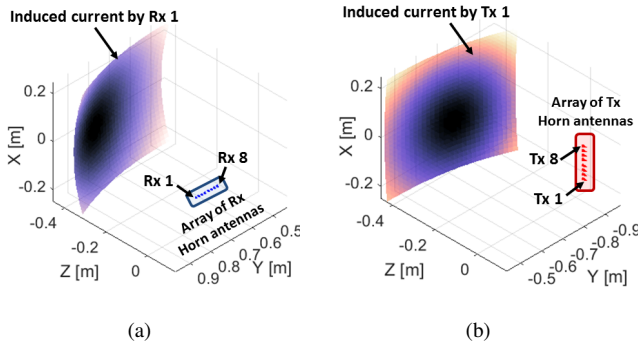 Induced current by Rx 1
0.2
0
-0.2
X [m]
-0.4
-0.2
0
Z [m]
Rx 8
Rx 1
Array of Rx
Horn antennas
0.5
0.6
0.7
0.8
0.9
Y [m]
(a)
Induced current by Tx 1
0.2
0
-0.2
X [m]
-0.4
-0.2
0
Z [m]
Array of Tx
Horn antennas
Tx 8
Tx 1
-0.9
-0.8
-0.7
-0.6
-0.5
Y [m]
(b)